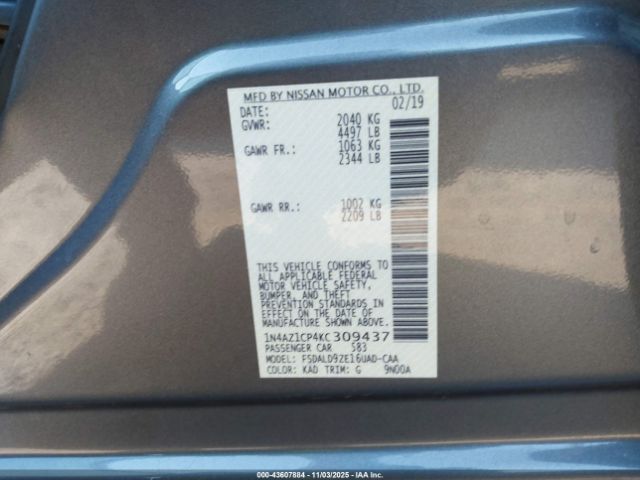 MFD BY NISSAN MOTOR CO., LTD.
DATE: 02/19
GVWR: 2040 KG
4497 LB
GAWR FR.: 1063 KG
2344 LB
GAWR RR.: 1002 KG
2209 LB
THIS VEHICLE CONFORMS TO
ALL APPLICABLE FEDERAL
MOTOR VEHICLE SAFETY,
BUMPER, AND THEFT
PREVENTION STANDARDS IN
EFFECT ON THE DATE OF
MANUFACTURE SHOWN ABOVE.
1N4AZ1CP4KC309437
PASSENGER CAR 583
MODEL: FSDALD9ZE16UAD-CAA
COLOR: KAD TRIM: G 9N00A
000-43607884 - 11/03/2025 - IAA Inc.